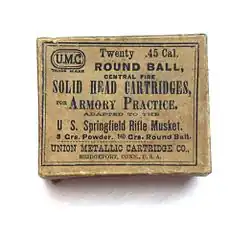 U.M.C.
TRADE MARK
Twenty .45 Cal.
ROUND BALL,
CENTRAL FIRE
SOLID HEAD CARTRIDGES,
FOR ARMORY PRACTICE.
ADAPTED TO THE
U S. Springfield Rifle Musket.
5 Grs. Powder. Grs. Round Ball.
UNION METALLIC CARTRIDGE CO.,
BRIDGEPORT, CONN., U. S. A.